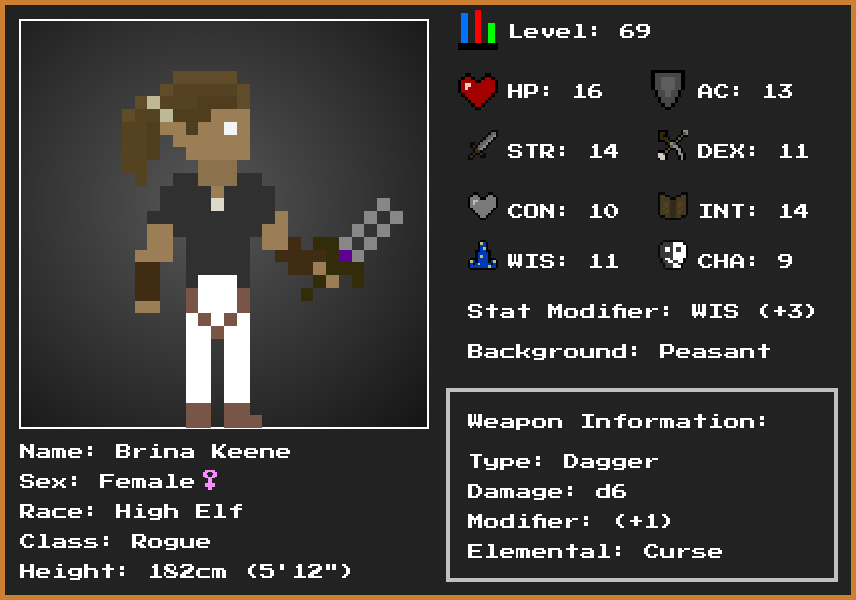 Level: 69
HP: 16 AC: 13
STR: 14 DEX: 11
CON: 10 INT: 14
WIS: 11 CHA: 9
Stat Modifier: WIS (+3)
Background: Peasant
Weapon Information:
Type: Dagger
Damage: d6
Modifier: (+1)
Elemental: Curse
Name: Brina Keene
Sex: Female♀
Race: High Elf
Class: Rogue
Height: 182cm (5'12")